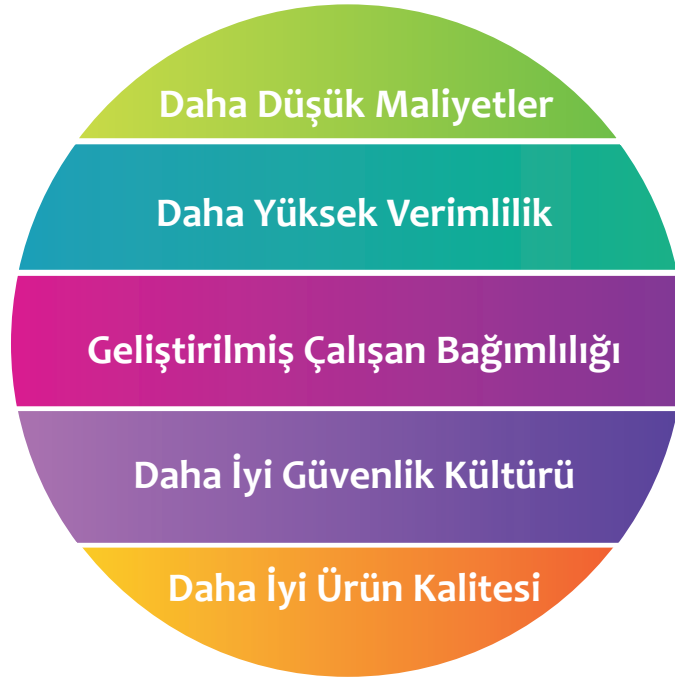 Daha Düşük Maliyetler
Daha Yüksek Verimlilik
Geliştirilmiş Çalışan Bağımlılığı
Daha İyi Güvenlik Kültürü
Daha İyi Ürün Kalitesi